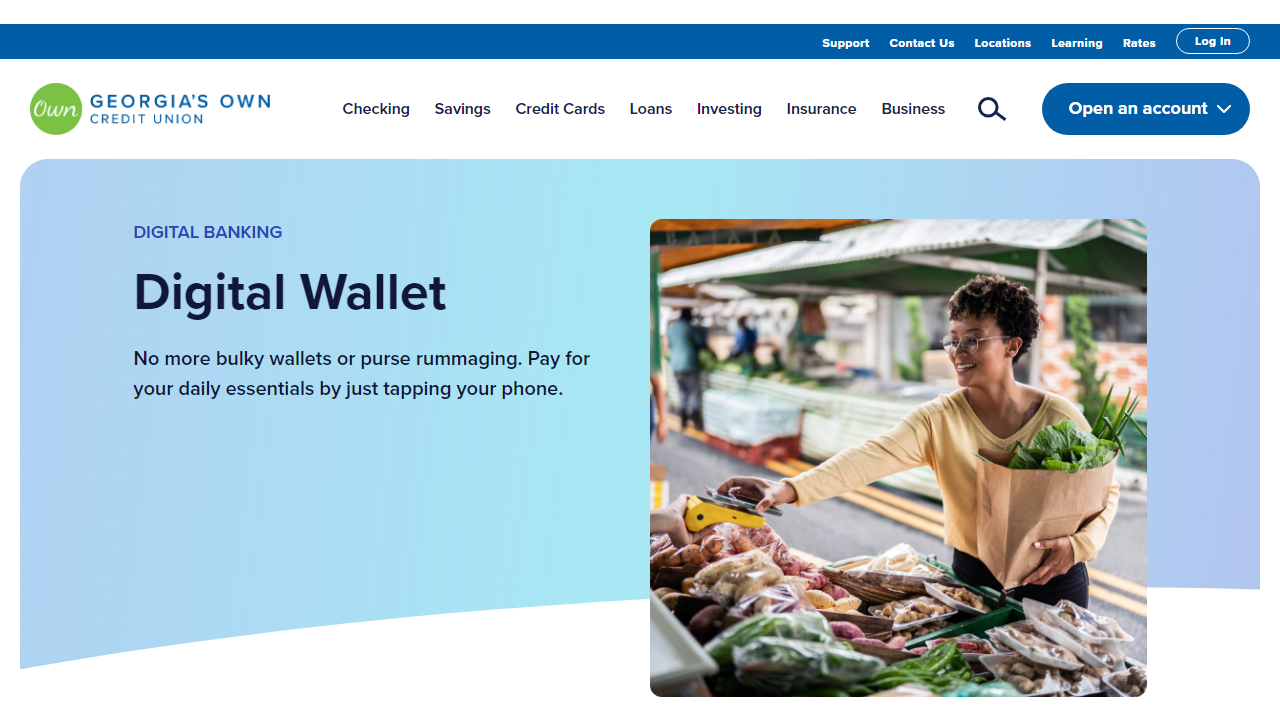 Support Contact Us Locations Learning Rates Log In
Own
GEORGIA'S OWN
CREDIT UNION
Checking Savings Credit Cards Loans Investing Insurance Business Open an account
DIGITAL BANKING
Digital Wallet
No more bulky wallets or purse rummaging. Pay for
your daily essentials by just tapping your phone.